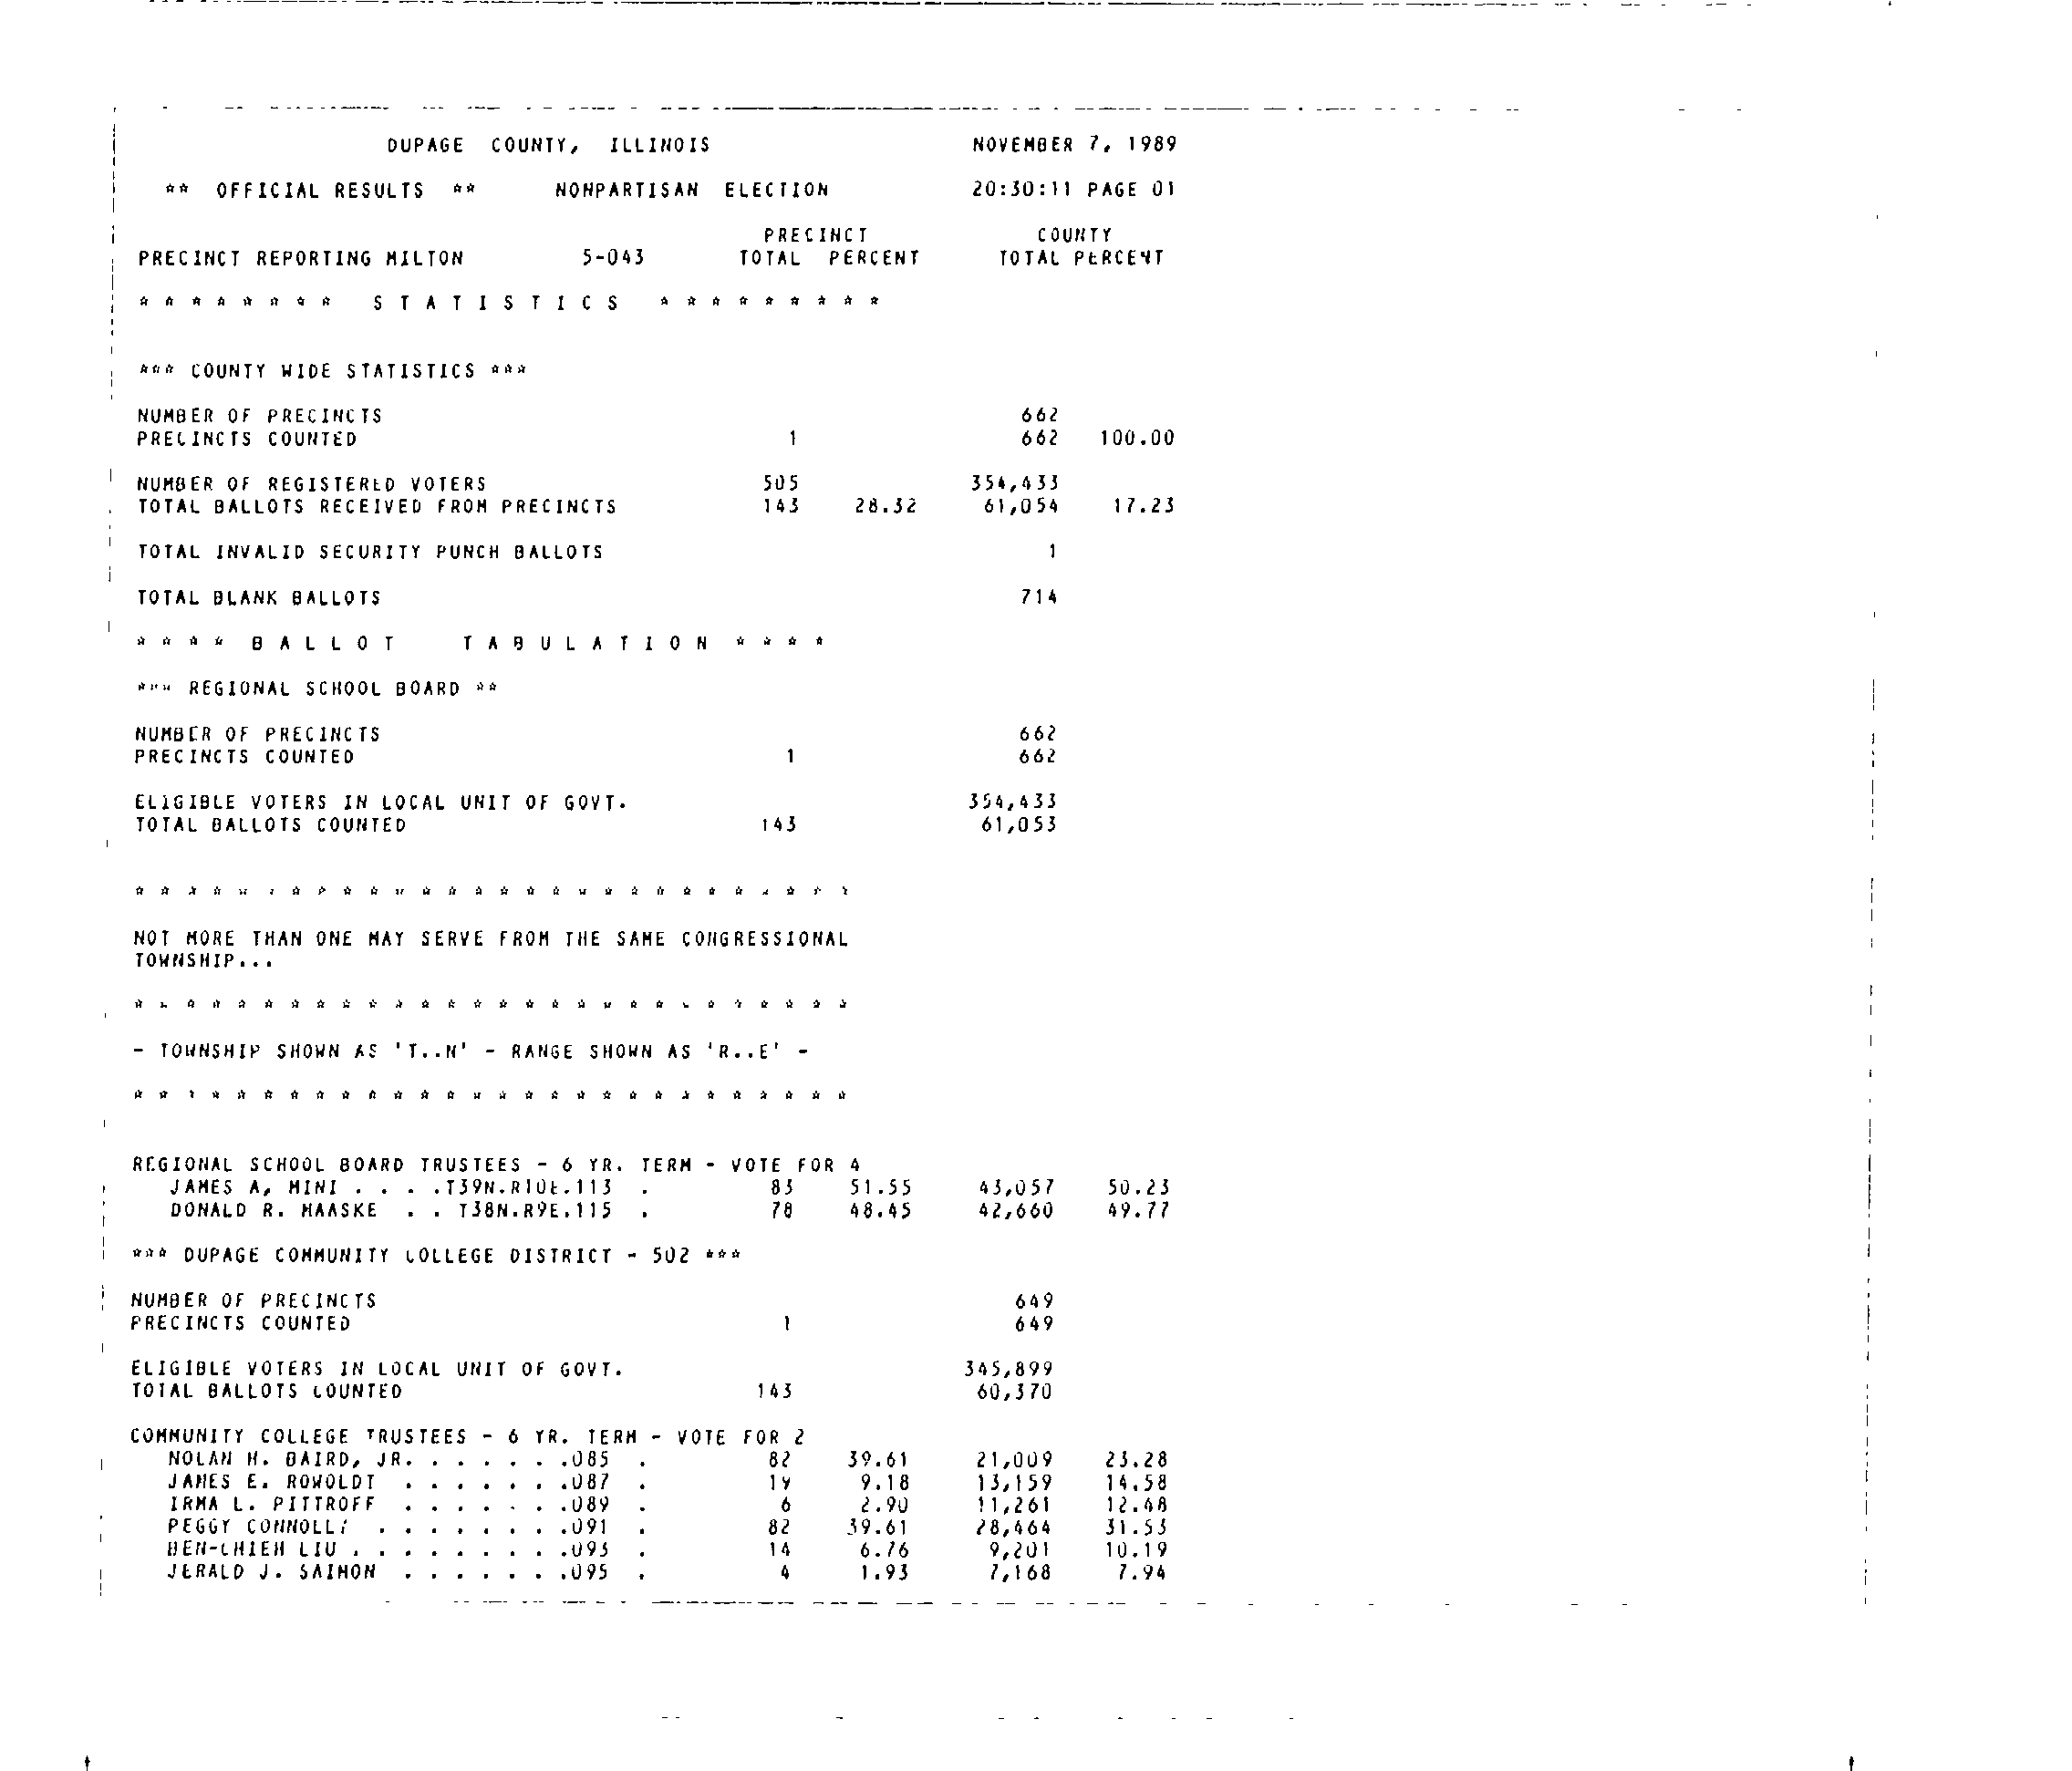 DUPAGE COUNTY, ILLINOIS NOVEMBER 7, 1989
** OFFICIAL RESULTS ** NONPARTISAN ELECTION 20:30:11 PAGE 01
PRECINCT COUNTY
PRECINCT REPORTING MILTON 5-043 TOTAL PERCENT TOTAL PERCENT
* * * * * * * * S T A T I S T I C S * * * * * * * * *
*** COUNTY WIDE STATISTICS ***
NUMBER OF PRECINCTS 662
PRECINCTS COUNTED 1 662 100.00
NUMBER OF REGISTERED VOTERS 505 354,433
TOTAL BALLOTS RECEIVED FROM PRECINCTS 143 28.32 61,054 17.23
TOTAL INVALID SECURITY PUNCH BALLOTS 1
TOTAL BLANK BALLOTS 714
* * * * B A L L O T T A B U L A T I O N * * * *
*** REGIONAL SCHOOL BOARD **
NUMBER OF PRECINCTS 662
PRECINCTS COUNTED 1 662
ELIGIBLE VOTERS IN LOCAL UNIT OF GOVT. 354,433
TOTAL BALLOTS COUNTED 143 61,053
* * * * * * * * * * * * * * * * * * * * * * * * * * * *
NOT MORE THAN ONE MAY SERVE FROM THE SAME CONGRESSIONAL
TOWNSHIP...
* * * * * * * * * * * * * * * * * * * * * * * * * * * *
- TOWNSHIP SHOWN AS 'T..N' - RANGE SHOWN AS 'R..E' -
* * * * * * * * * * * * * * * * * * * * * * * * * * * *
REGIONAL SCHOOL BOARD TRUSTEES - 6 YR. TERM - VOTE FOR 4
JAMES A. MINI . . . .T39N.R10E.113 . 83 51.55 43,057 50.23
DONALD R. HAASKE . . T38N.R9E.115 . 78 48.45 42,660 49.77
*** DUPAGE COMMUNITY COLLEGE DISTRICT - 502 ***
NUMBER OF PRECINCTS 649
PRECINCTS COUNTED 1 649
ELIGIBLE VOTERS IN LOCAL UNIT OF GOVT. 345,899
TOTAL BALLOTS COUNTED 143 60,370
COMMUNITY COLLEGE TRUSTEES - 6 YR. TERM - VOTE FOR 2
NOLAN H. BAIRD, JR. . . . . . .085 . 82 39.61 21,009 23.28
JAMES E. ROWOLDT . . . . . . .087 . 19 9.18 13,159 14.58
IRMA L. PITTROFF . . . . . . .089 . 6 2.90 11,261 12.48
PEGGY CONNOLLY . . . . . . . .091 . 82 39.61 28,464 31.53
BEN-CHIEH LIU . . . . . . . . .093 . 14 6.76 9,201 10.19
JERALD J. SAIMON . . . . . . .095 . 4 1.93 7,168 7.94